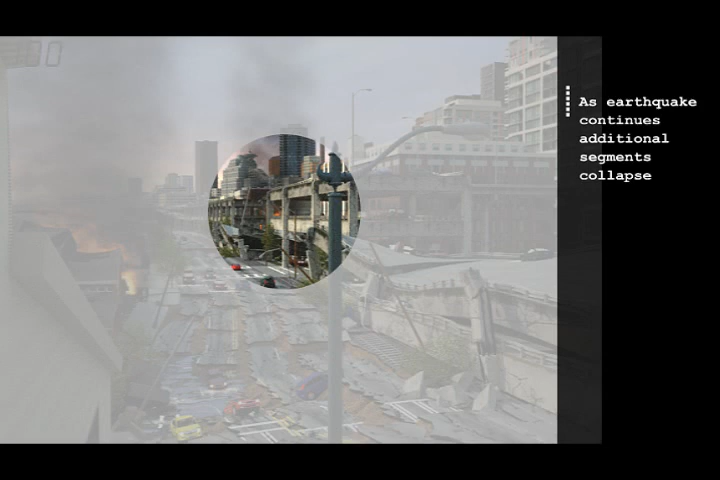 As earthquake
continues
additional
segments
collapse